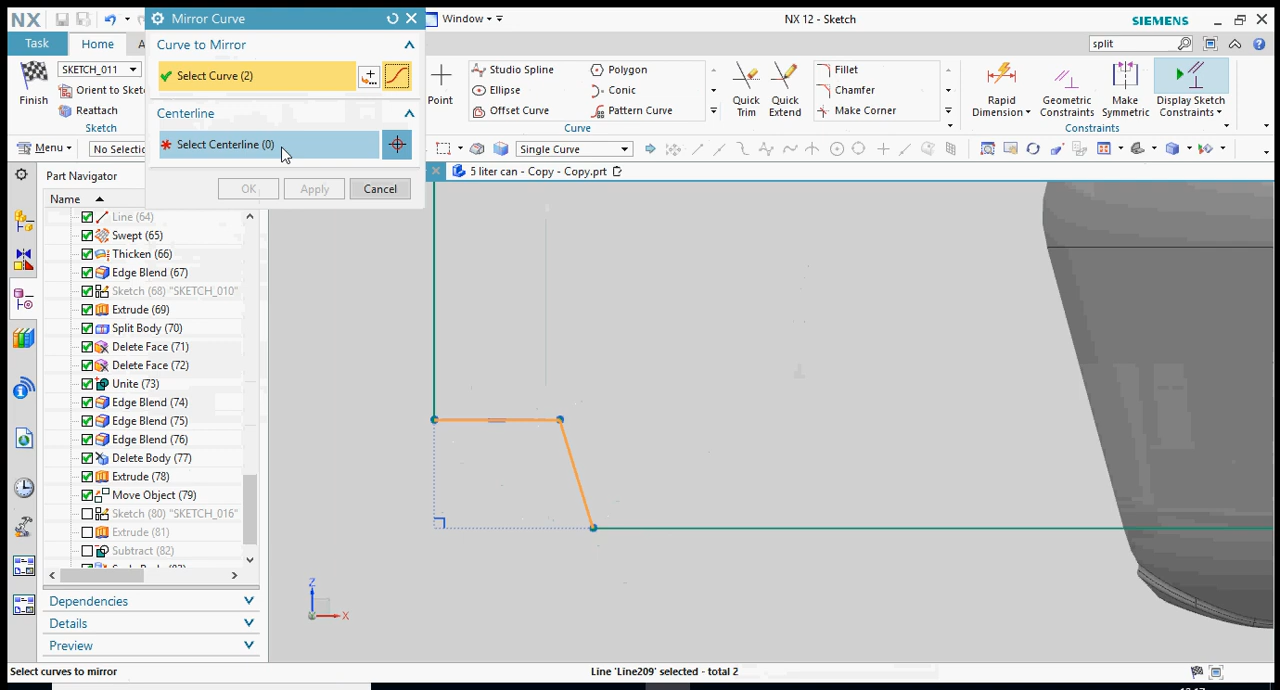 NX
Mirror Curve
Window
NX 12 - Sketch
SIEMENS
Task
Home
A
Curve to Mirror
split
SKETCH_011
Select Curve (2)
Studio Spline
Polygon
Fillet
Orient to Sket
Ellipse
Conic
Chamfer
Finish
Reattach
Centerline
Point
Offset Curve
Pattern Curve
Quick Trim
Quick Extend
Make Corner
Rapid Dimension
Geometric Constraints
Make Symmetric
Display Sketch Constraints
Sketch
Curve
Constraints
Menu
No Selectio
Select Centerline (0)
Single Curve
Part Navigator
OK
Apply
Cancel
5 liter can - Copy - Copy.prt
Name
Line (64)
Swept (65)
Thicken (66)
Edge Blend (67)
Sketch (68) "SKETCH_010"
Extrude (69)
Split Body (70)
Delete Face (71)
Delete Face (72)
Unite (73)
Edge Blend (74)
Edge Blend (75)
Edge Blend (76)
Delete Body (77)
Extrude (78)
Move Object (79)
Sketch (80) "SKETCH_016"
Extrude (81)
Subtract (82)
Dependencies
Details
Preview
Z
X
Select curves to mirror
Line 'Line209' selected - total 2